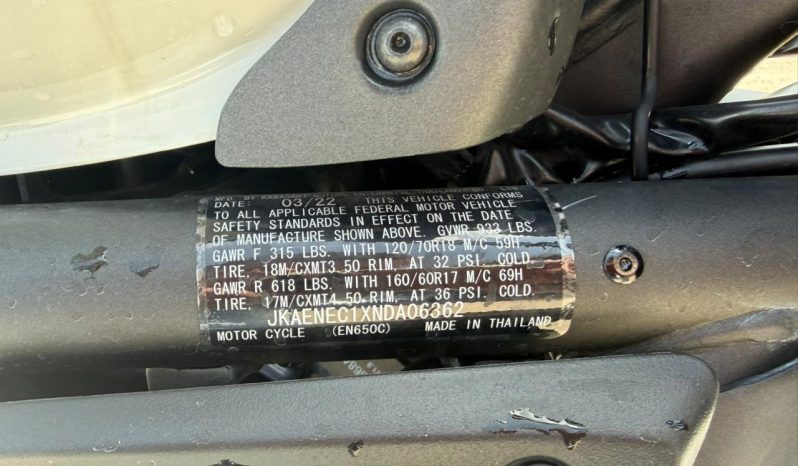 MFD. BY KAWASAKI
DATE: 03/22 THIS VEHICLE CONFORMS
TO ALL APPLICABLE FEDERAL MOTOR VEHICLE
SAFETY STANDARDS IN EFFECT ON THE DATE
OF MANUFACTURE SHOWN ABOVE. GVWR 933 LBS.
GAWR F 315 LBS. WITH 120/70R18 M/C 59H
TIRE, 18M/CXMT3.50 RIM, AT 32 PSI. COLD.
GAWR R 618 LBS. WITH 160/60R17 M/C 69H
TIRE, 17M/CXMT4.50 RIM, AT 36 PSI. COLD.
JKAENEC1XNDA06362
MOTOR CYCLE (EN650C) MADE IN THAILAND